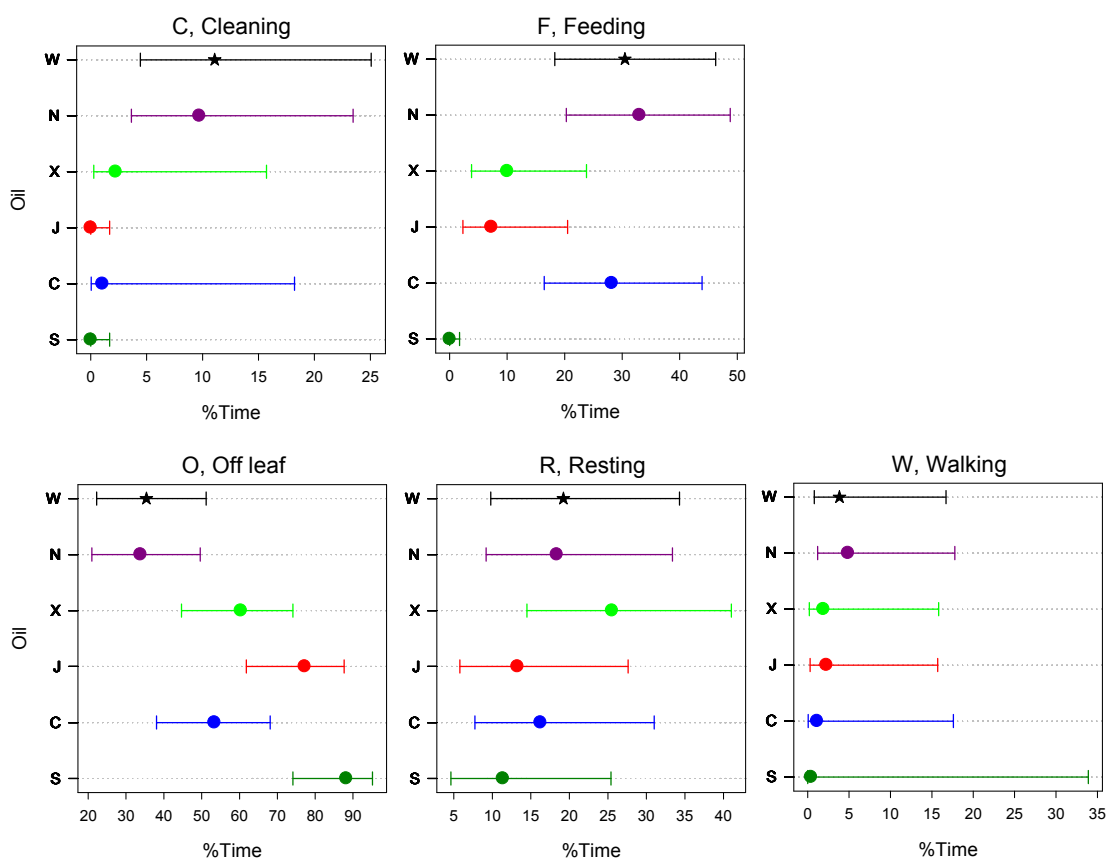 C, Cleaning
F, Feeding
Oil
W
N
X
J
C
S
W
N
X
J
C
S
0 5 10 15 20 25
0 10 20 30 40 50
%Time
%Time
O, Off leaf
R, Resting
W, Walking
Oil
W
N
X
J
C
S
W
N
X
J
C
S
W
N
X
J
C
S
20 30 40 50 60 70 80 90
5 10 15 20 25 30 35 40
0 5 10 15 20 25 30 35
%Time
%Time
%Time